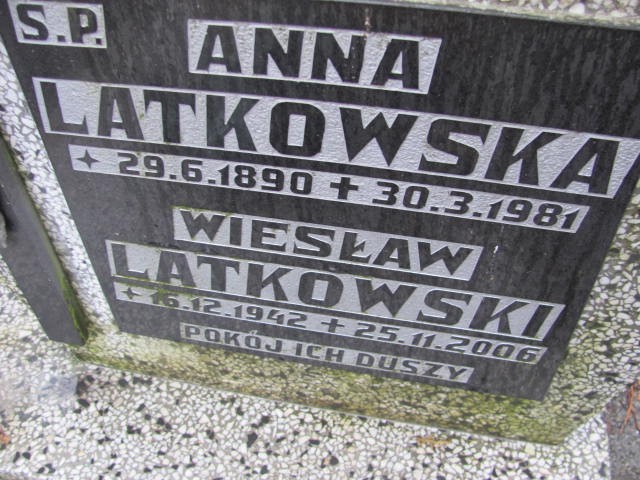 S.P.
ANNA
LATKOWSKA
29.6.1890 + 30.3.1981
WIESŁAW
LATKOWSKI
16.12.1942 + 25.11.2006
POKÓJ ICH DUSZY